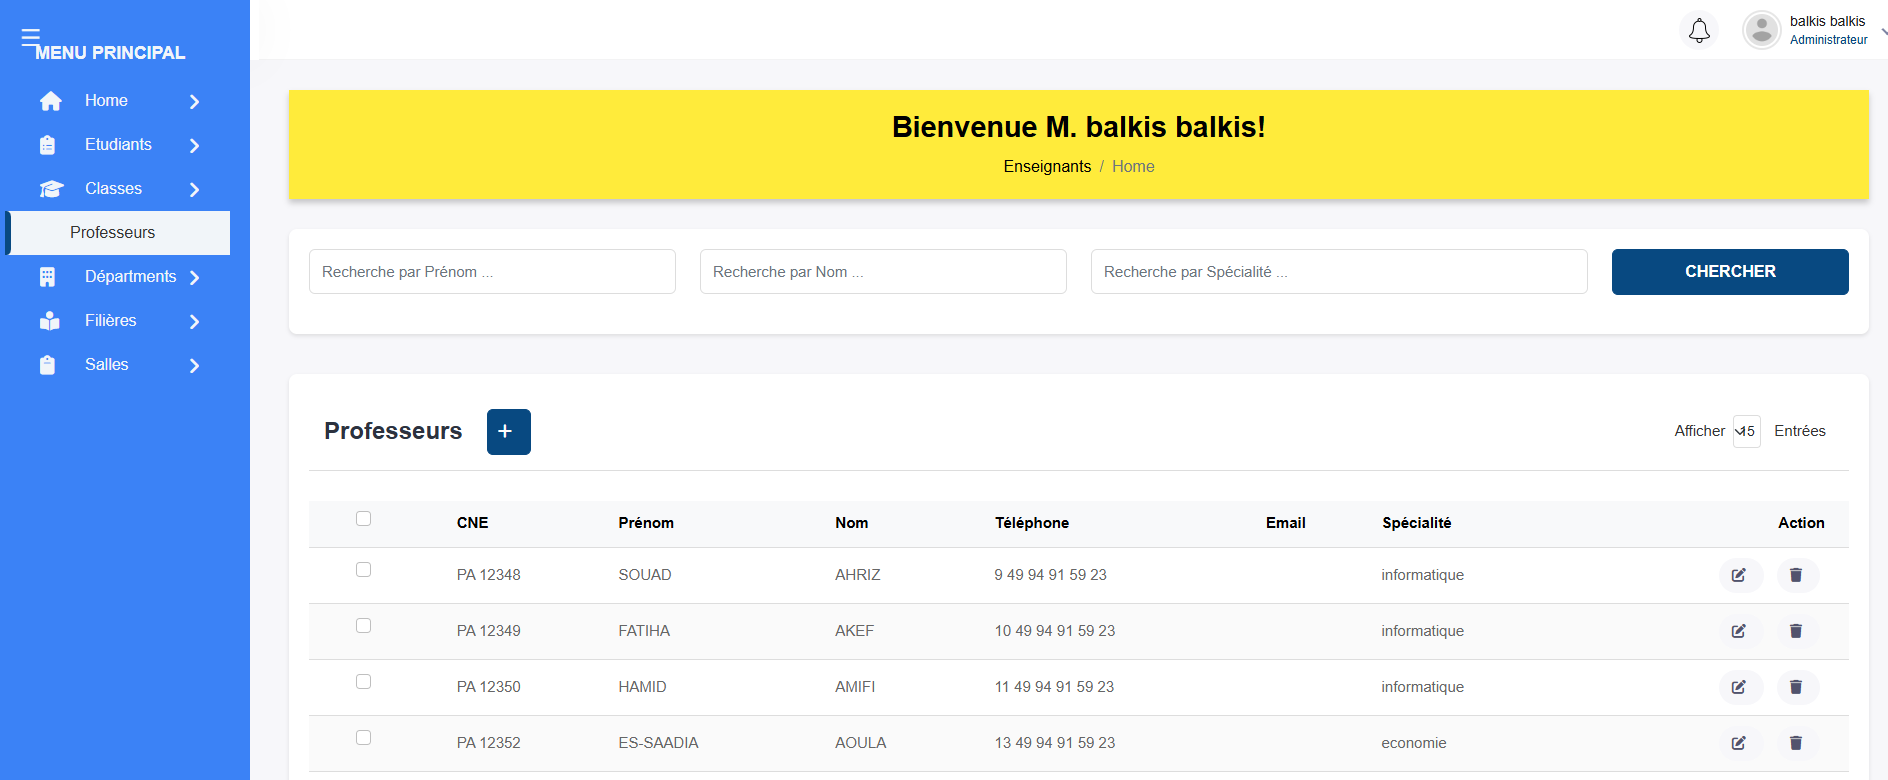 MENU PRINCIPAL
Home
Etudiants
Classes
Professeurs
Départments
Filières
Salles
balkis balkis
Administrateur
Bienvenue M. balkis balkis!
Enseignants / Home
Recherche par Prénom ... Recherche par Nom ... Recherche par Spécialité ... CHERCHER
Professeurs + Afficher 15 Entrées
CNE Prénom Nom Téléphone Email Spécialité Action
PA 12348 SOUAD AHRIZ 9 49 94 91 59 23 informatique
PA 12349 FATIHA AKEF 10 49 94 91 59 23 informatique
PA 12350 HAMID AMIFI 11 49 94 91 59 23 informatique
PA 12352 ES-SAADIA AOULA 13 49 94 91 59 23 economie